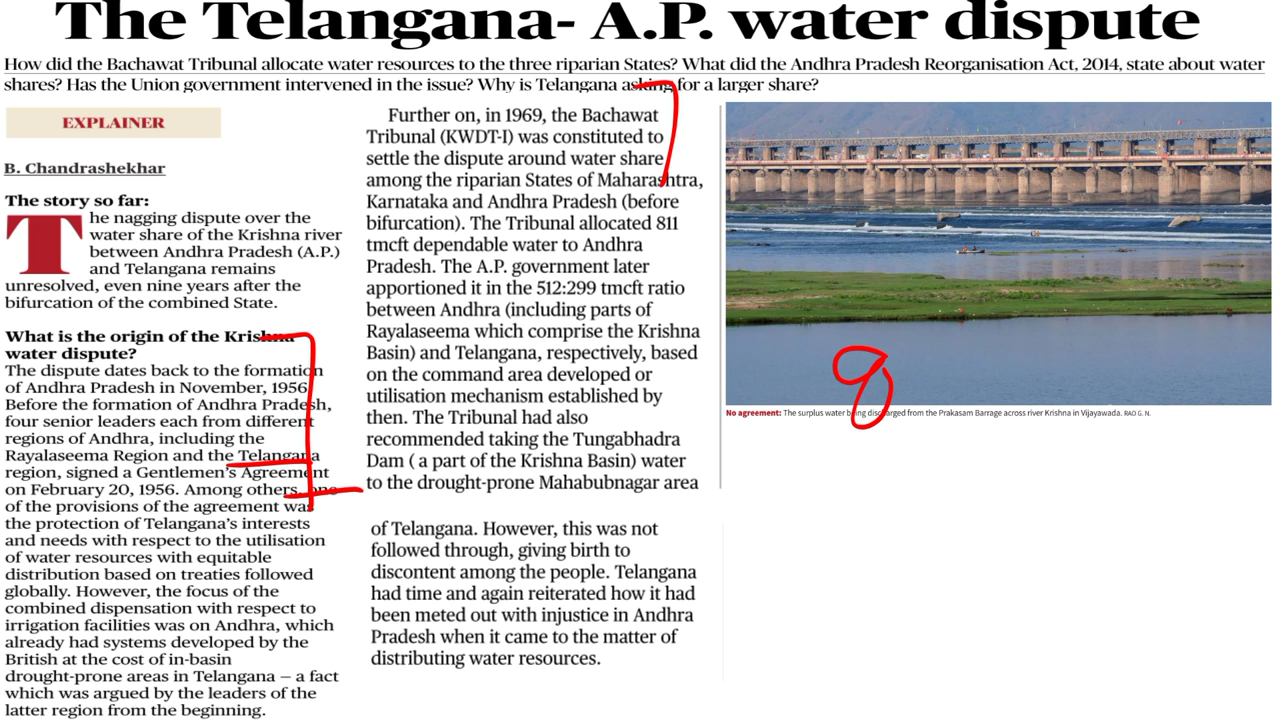 The Telangana- A.P. water dispute
How did the Bachawat Tribunal allocate water resources to the three riparian States? What did the Andhra Pradesh Reorganisation Act, 2014, state about water
shares? Has the Union government intervened in the issue? Why is Telangana asking for a larger share?
EXPLAINER
B. Chandrashekhar
The story so far:
The nagging dispute over the
water share of the Krishna river
between Andhra Pradesh (A.P.)
and Telangana remains
unresolved, even nine years after the
bifurcation of the combined State.
What is the origin of the Krishna
water dispute?
The dispute dates back to the formation
of Andhra Pradesh in November, 1956.
Before the formation of Andhra Pradesh,
four senior leaders each from different
regions of Andhra, including the
Rayalaseema Region and the Telangana
region, signed a Gentlemen's Agreement
on February 20, 1956. Among others, one
of the provisions of the agreement was
the protection of Telangana's interests
and needs with respect to the utilisation
of water resources with equitable
distribution based on treaties followed
globally. However, the focus of the
combined dispensation with respect to
irrigation facilities was on Andhra, which
already had systems developed by the
British at the cost of in-basin
drought-prone areas in Telangana – a fact
which was argued by the leaders of the
latter region from the beginning.
Further on, in 1969, the Bachawat
Tribunal (KWDT-I) was constituted to
settle the dispute around water share
among the riparian States of Maharashtra,
Karnataka and Andhra Pradesh (before
bifurcation). The Tribunal allocated 811
tmcft dependable water to Andhra
Pradesh. The A.P. government later
apportioned it in the 512:299 tmcft ratio
between Andhra (including parts of
Rayalaseema which comprise the Krishna
Basin) and Telangana, respectively, based
on the command area developed or
utilisation mechanism established by
then. The Tribunal had also
recommended taking the Tungabhadra
Dam ( a part of the Krishna Basin) water
to the drought-prone Mahabubnagar area
of Telangana. However, this was not
followed through, giving birth to
discontent among the people. Telangana
had time and again reiterated how it had
been meted out with injustice in Andhra
Pradesh when it came to the matter of
distributing water resources.
No agreement: The surplus water being discharged from the Prakasam Barrage across river Krishna in Vijayawada. RAO G. N.